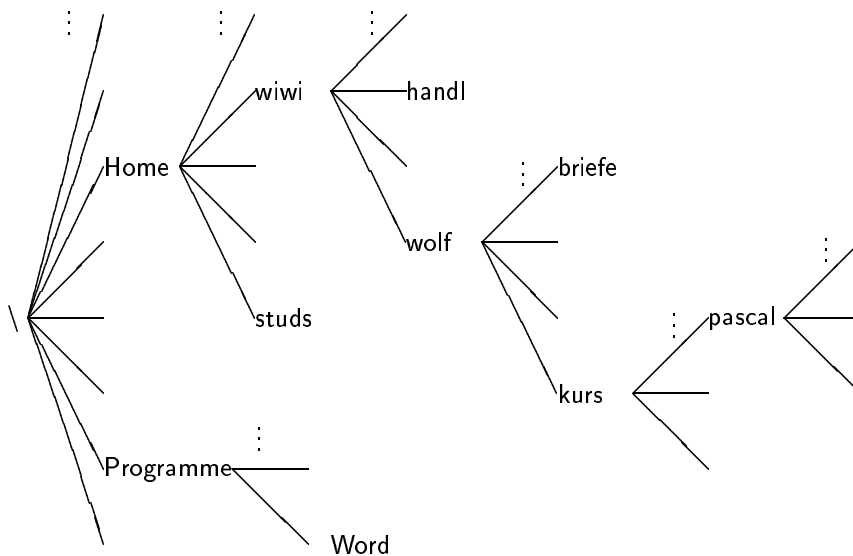 wiwi
handl
Home
briefe
wolf
\
studs
pascal
kurs
Programme
Word